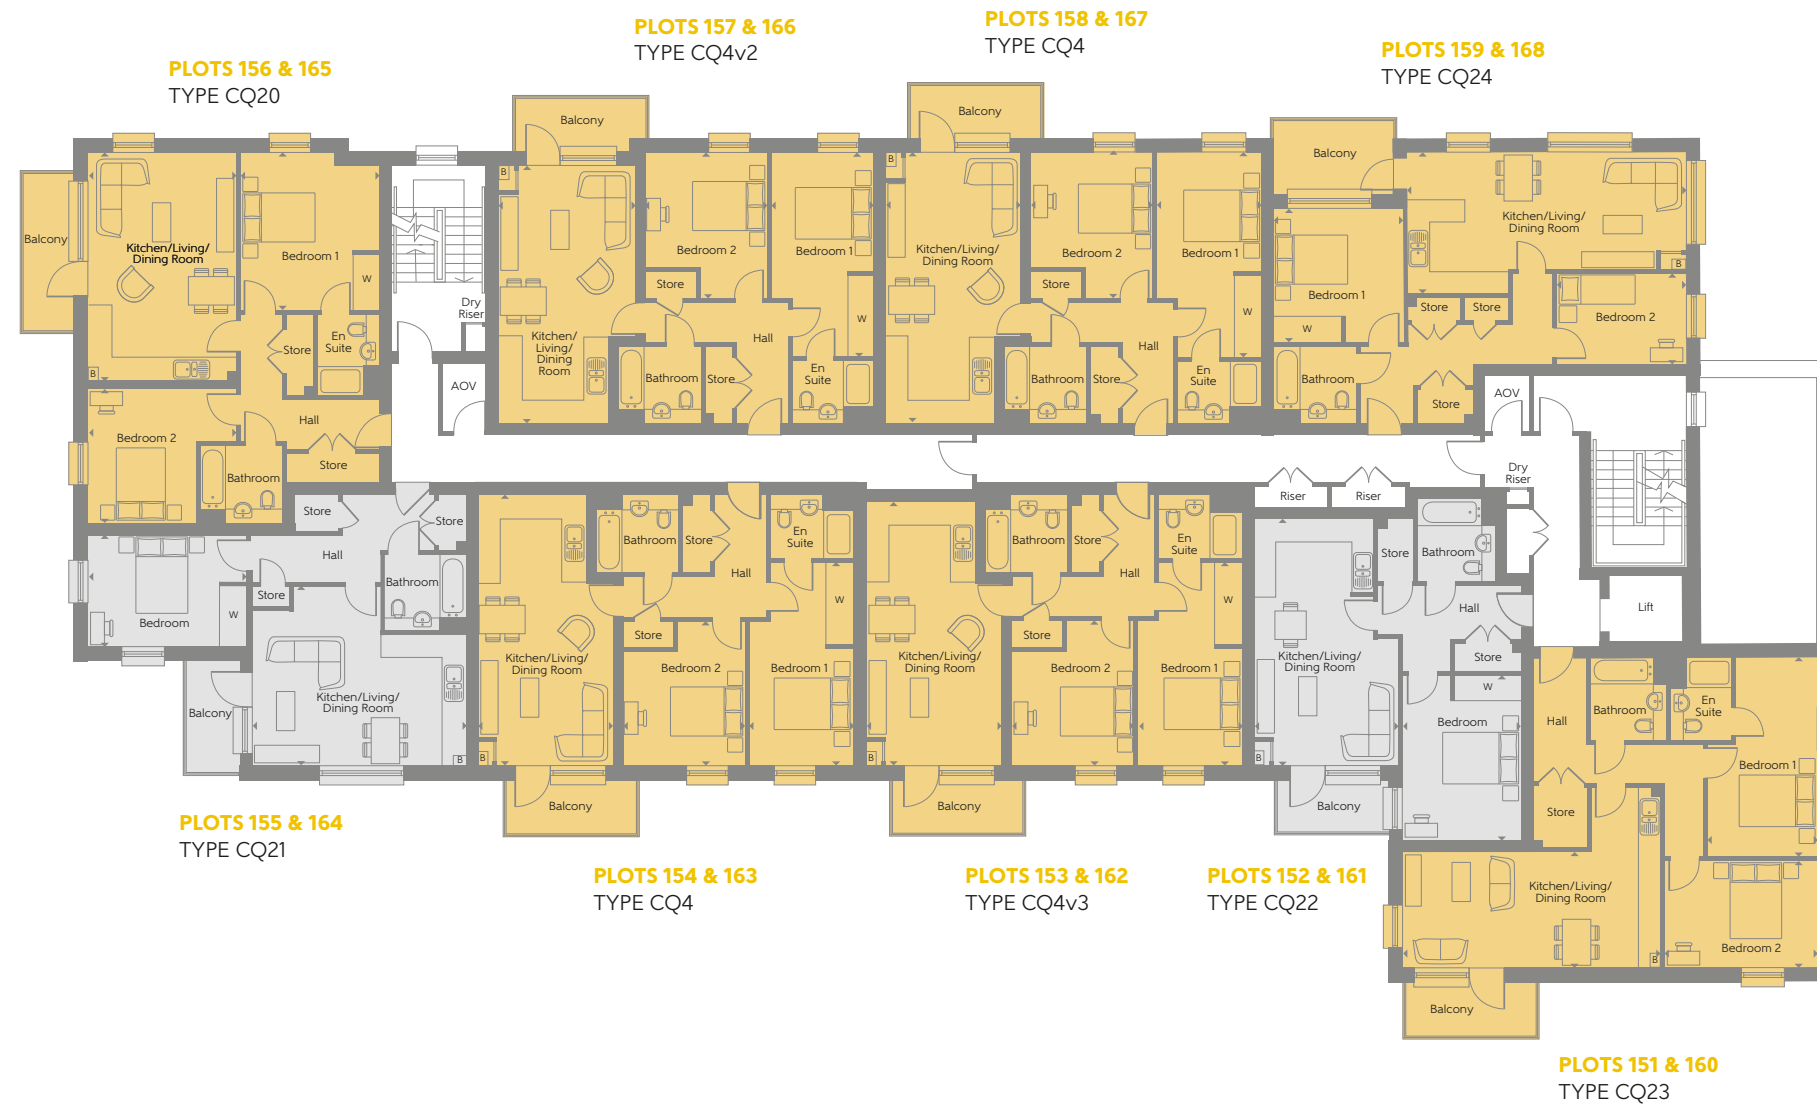 PLOTS 157 & 166
TYPE CQ4v2
PLOTS 158 & 167
TYPE CQ4
PLOTS 159 & 168
TYPE CQ24
PLOTS 156 & 165
TYPE CQ20
Balcony
Kitchen/Living/
Dining Room
Bedroom 1
W
Store
En
Suite
B
Bedroom 2
Hall
Store
Bathroom
Dry
Riser
AOV
Balcony
B
Kitchen/
Living/
Dining
Room
Bedroom 2
Bedroom 1
Store
W
Hall
Bathroom
Store
En
Suite
Balcony
B
Kitchen/Living/
Dining Room
Bedroom 2
Bedroom 1
Store
W
Hall
Bathroom
Store
En
Suite
Balcony
Kitchen/Living/
Dining Room
B
Bedroom 1
W
Store
Store
Bedroom 2
Bathroom
Store
AOV
Dry
Riser
Riser
Riser
Lift
Store
Store
Hall
Store
Bathroom
Bedroom
W
Kitchen/Living/
Dining Room
Balcony
B
Bathroom
Store
En
Suite
Hall
W
Store
Kitchen/Living/
Dining Room
Bedroom 2
Bedroom 1
B
Balcony
Bathroom
Store
En
Suite
Hall
W
Store
Kitchen/Living/
Dining Room
Bedroom 2
Bedroom 1
B
Balcony
Store
Bathroom
Hall
Store
Kitchen/Living/
Dining Room
W
Bedroom
B
Balcony
Hall
Bathroom
En
Suite
Bedroom 1
Store
Kitchen/Living/
Dining Room
Bedroom 2
B
Balcony
PLOTS 155 & 164
TYPE CQ21
PLOTS 154 & 163
TYPE CQ4
PLOTS 153 & 162
TYPE CQ4v3
PLOTS 152 & 161
TYPE CQ22
PLOTS 151 & 160
TYPE CQ23